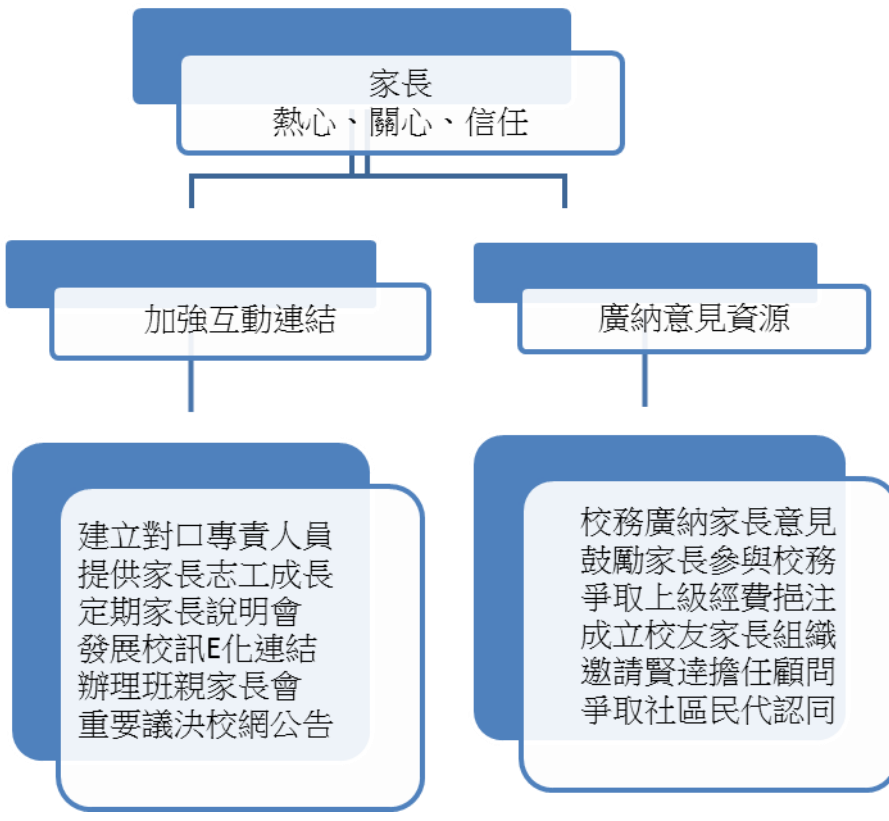 家長
熱心、關心、信任
加強互動連結
廣納意見資源
建立對口專責人員
提供家長志工成長
定期家長說明會
發展校訊E化連結
辦理班親家長會
重要議決校網公告
校務廣納家長意見
鼓勵家長參與校務
爭取上級經費挹注
成立校友家長組織
邀請賢達擔任顧問
爭取社區民代認同